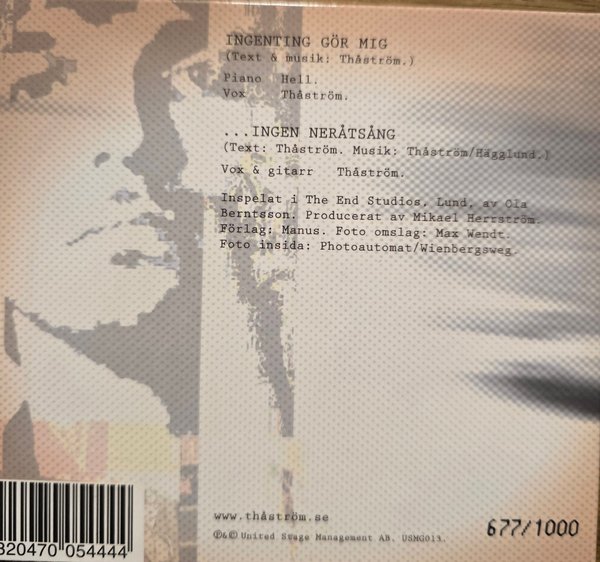 INGENTING GÖR MIG
(Text & musik: Thåström.)
Piano Hell.
Vox Thåström.
...INGEN NERÅTSÅNG
(Text: Thåström. Musik: Thåström/Hägglund.)
Vox & gitarr Thåström.
Inspelat i The End Studios, Lund, av Ola
Berntsson. Producerat av Mikael Herrström.
Förlag: Manus. Foto omslag: Max Wendt.
Foto insida: Photoautomat/Wienbergsweg.
www.thåström.se
℗&© United Stage Management AB. USMG013.
677/1000
820470 054444